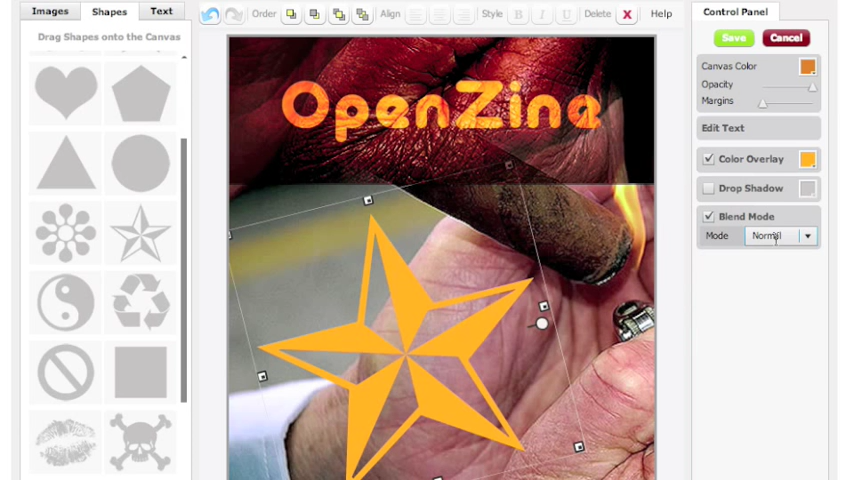 Images Shapes Text
Order Align Style B I U Delete X Help
Control Panel
Drag Shapes onto the Canvas
Save Cancel
Canvas Color
Opacity
Margins
Edit Text
Color Overlay
Drop Shadow
Blend Mode
Mode Normal
OpenZine